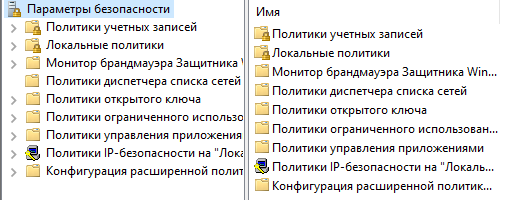 Параметры безопасности
Политики учетных записей
Локальные политики
Монитор брандмауэра Защитника W
Политики диспетчера списка сетей
Политики открытого ключа
Политики ограниченного использо
Политики управления приложения
Политики IP-безопасности на "Лока
Конфигурация расширенной полит
Имя
Политики учетных записей
Локальные политики
Монитор брандмауэра Защитника Win...
Политики диспетчера списка сетей
Политики открытого ключа
Политики ограниченного использован...
Политики управления приложениями
Политики IP-безопасности на "Локаль...
Конфигурация расширенной политик...